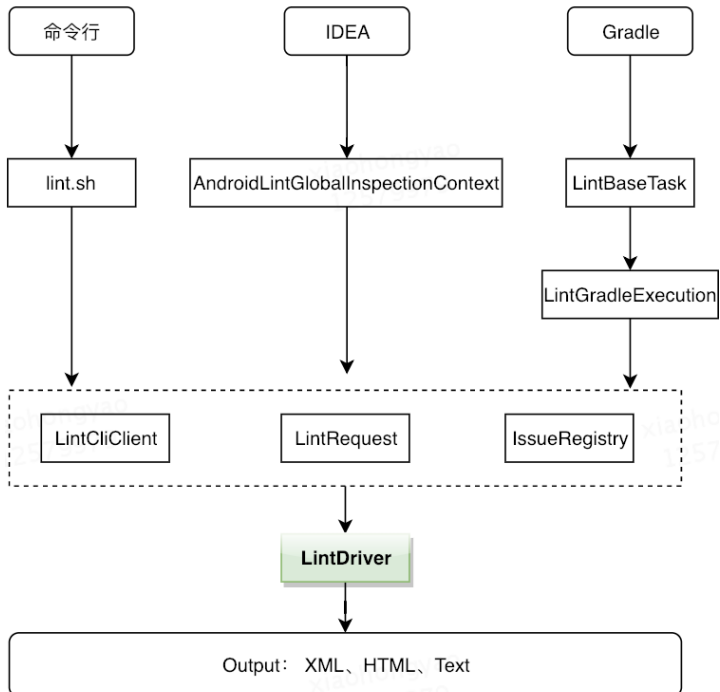 命令行
IDEA
Gradle
lint.sh
AndroidLintGlobalInspectionContext
LintBaseTask
LintGradleExecution
LintCliClient
LintRequest
IssueRegistry
LintDriver
Output： XML、HTML、Text